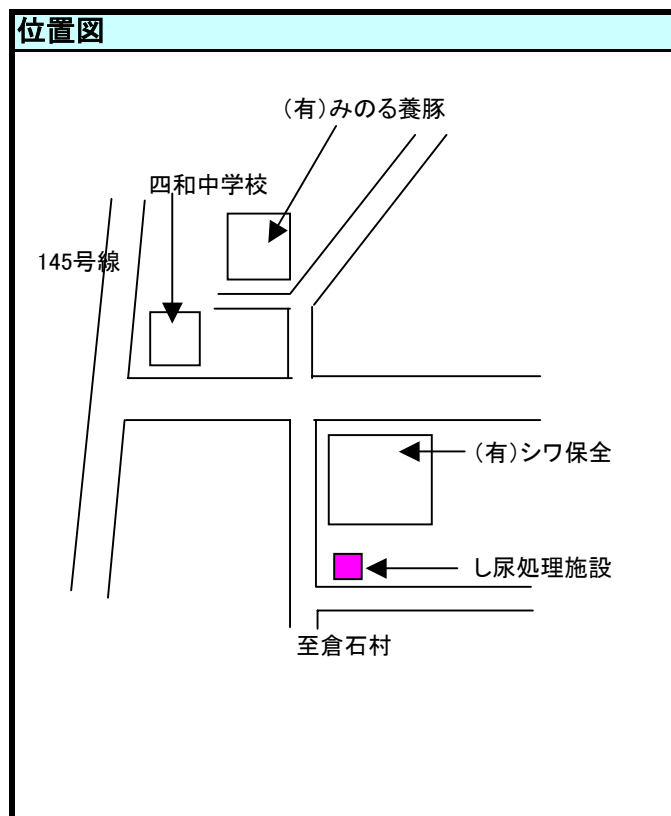 位置図
(有)みのる養豚
四和中学校
145号線
(有)シワ保全
し尿処理施設
至倉石村